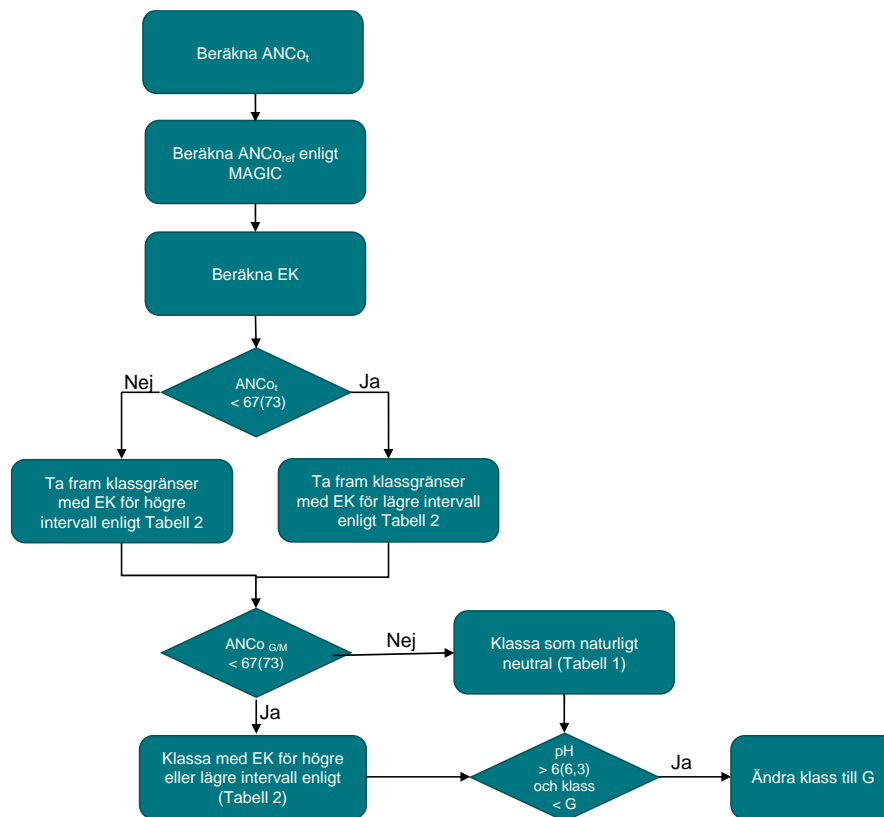 Beräkna ANCoₜ
Beräkna ANCo_ref enligt
MAGIC
Beräkna EK
ANCoₜ
< 67(73)
Nej
Ja
Ta fram klassgränser
med EK för högre
intervall enligt Tabell 2
Ta fram klassgränser
med EK för lägre intervall
enligt Tabell 2
ANCo G/M
< 67(73)
Nej
Klassa som naturligt
neutral (Tabell 1)
Ja
Klassa med EK för högre
eller lägre intervall enligt
(Tabell 2)
pH
> 6(6,3)
och klass
< G
Ja
Ändra klass till G